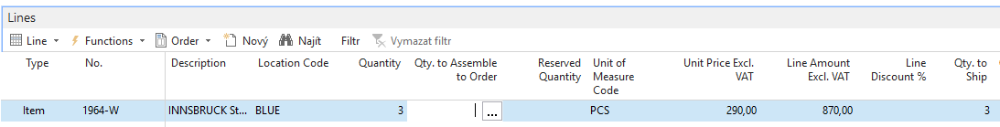 Lines
Line Functions Order Nový Najít Filtr Vymazat filtr
Type No. Description Location Code Quantity Qty. to Assemble to Order Reserved Quantity Unit of Measure Code Unit Price Excl. VAT Line Amount Excl. VAT Line Discount % Qty. to Ship
Item 1964-W INNSBRUCK St... BLUE 3 ... PCS 290,00 870,00 3